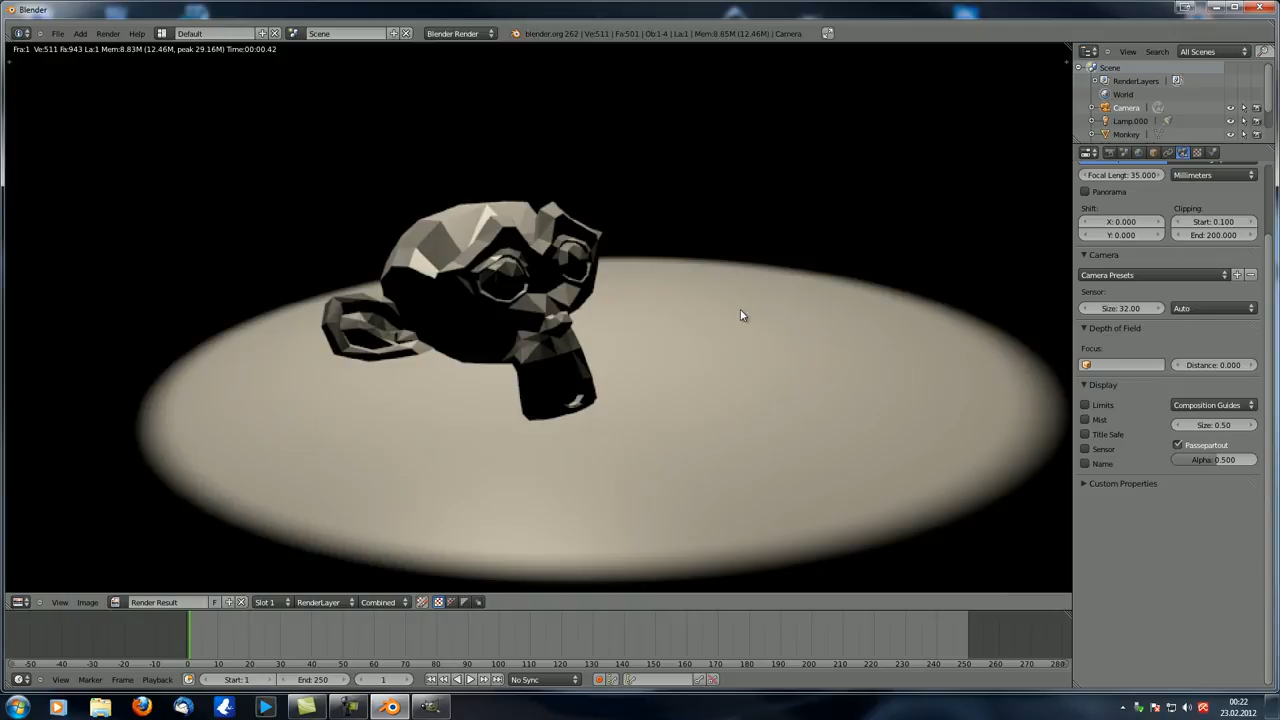 Blender
File Add Render Help Default Scene Blender Render blender.org 262 | Ve:511 | Fa:501 | Ob:1-4 | La:1 | Mem:8.85M (12.46M) | Camera
Fra:1 Ve:511 Fa:943 La:1 Mem:8.83M (12.46M, peak 29.16M) Time:00:00.42
View Search All Scenes
Scene
RenderLayers
World
Camera
Lamp.000
Monkey
Focal Lengt: 35.000 Millimeters
Panorama
Shift: Clipping:
X: 0.000 Start: 0.100
Y: 0.000 End: 200.000
Camera
Camera Presets
Sensor:
Size: 32.00 Auto
Depth of Field
Focus:
Distance: 0.000
Display
Limits Composition Guides
Mist Size: 0.50
Title Safe
Sensor Passepartout
Name Alpha: 0.500
Custom Properties
View Image Render Result F Slot 1 RenderLayer Combined
-50 -40 -30 -20 -10 0 10 20 30 40 50 60 70 80 90 100 110 120 130 140 150 160 170 180 190 200 210 220 230 240 250 260 270 280
View Marker Frame Playback Start: 1 End: 250 1 No Sync
00:22
23.02.2012